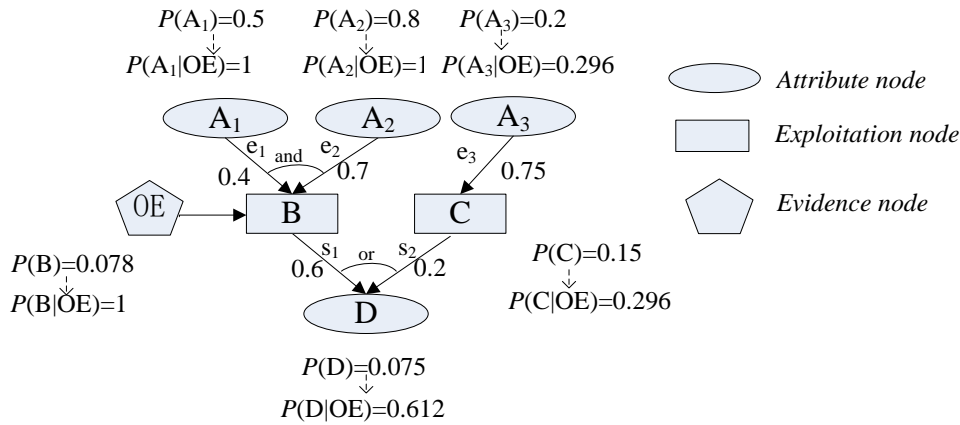 P(A₁)=0.5 P(A₂)=0.8 P(A₃)=0.2
P(A₁|OE)=1 P(A₂|OE)=1 P(A₃|OE)=0.296
A₁ A₂ A₃ Attribute node
e₁ and e₂ e₃
0.4 0.7 0.75 Exploitation node
OE B C Evidence node
P(B)=0.078 s₁ or s₂ P(C)=0.15
0.6 0.2
P(B|OE)=1 D P(C|OE)=0.296
P(D)=0.075
P(D|OE)=0.612